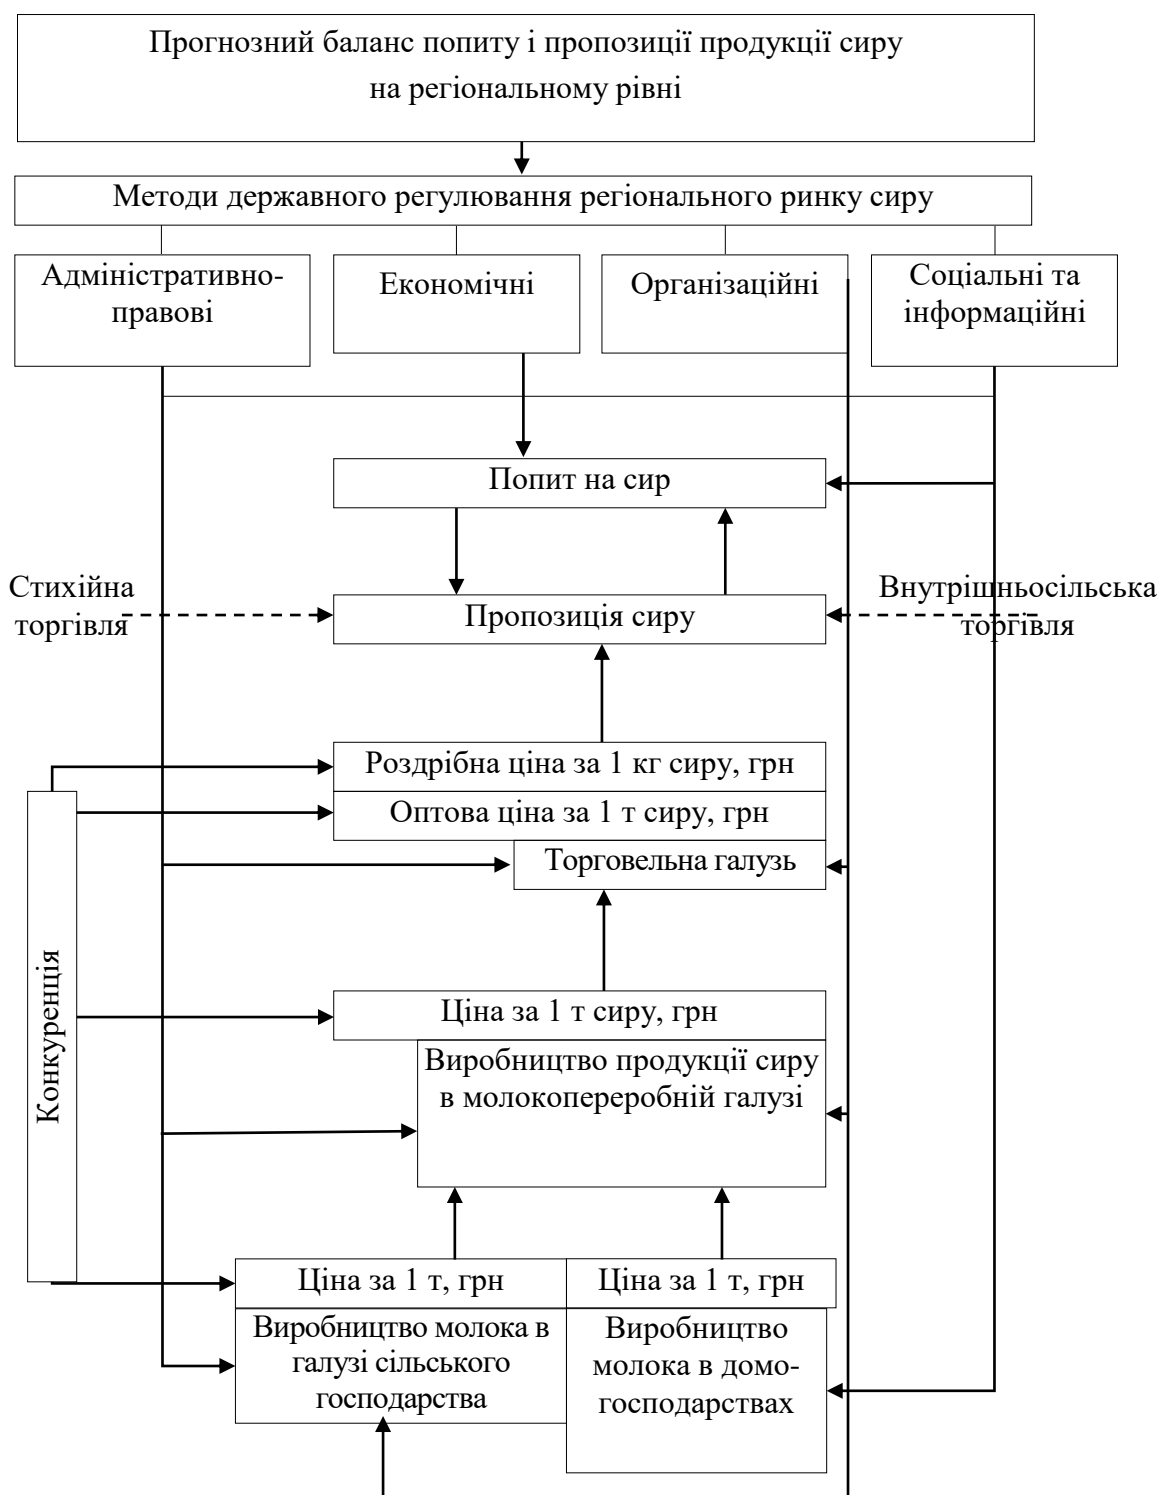 Прогнозний баланс попиту і пропозиції продукції сиру
на регіональному рівні
Методи державного регулювання регіонального ринку сиру
Адміністративно-
правові
Економічні
Організаційні
Соціальні та
інформаційні
Попит на сир
Стихійна
торгівля
Пропозиція сиру
Внутрішньосільська
торгівля
Роздрібна ціна за 1 кг сиру, грн
Оптова ціна за 1 т сиру, грн
Торговельна галузь
Конкуренція
Ціна за 1 т сиру, грн
Виробництво продукції сиру
в молокопереробній галузі
Ціна за 1 т, грн
Виробництво молока в
галузі сільського
господарства
Ціна за 1 т, грн
Виробництво
молока в домо-
господарствах